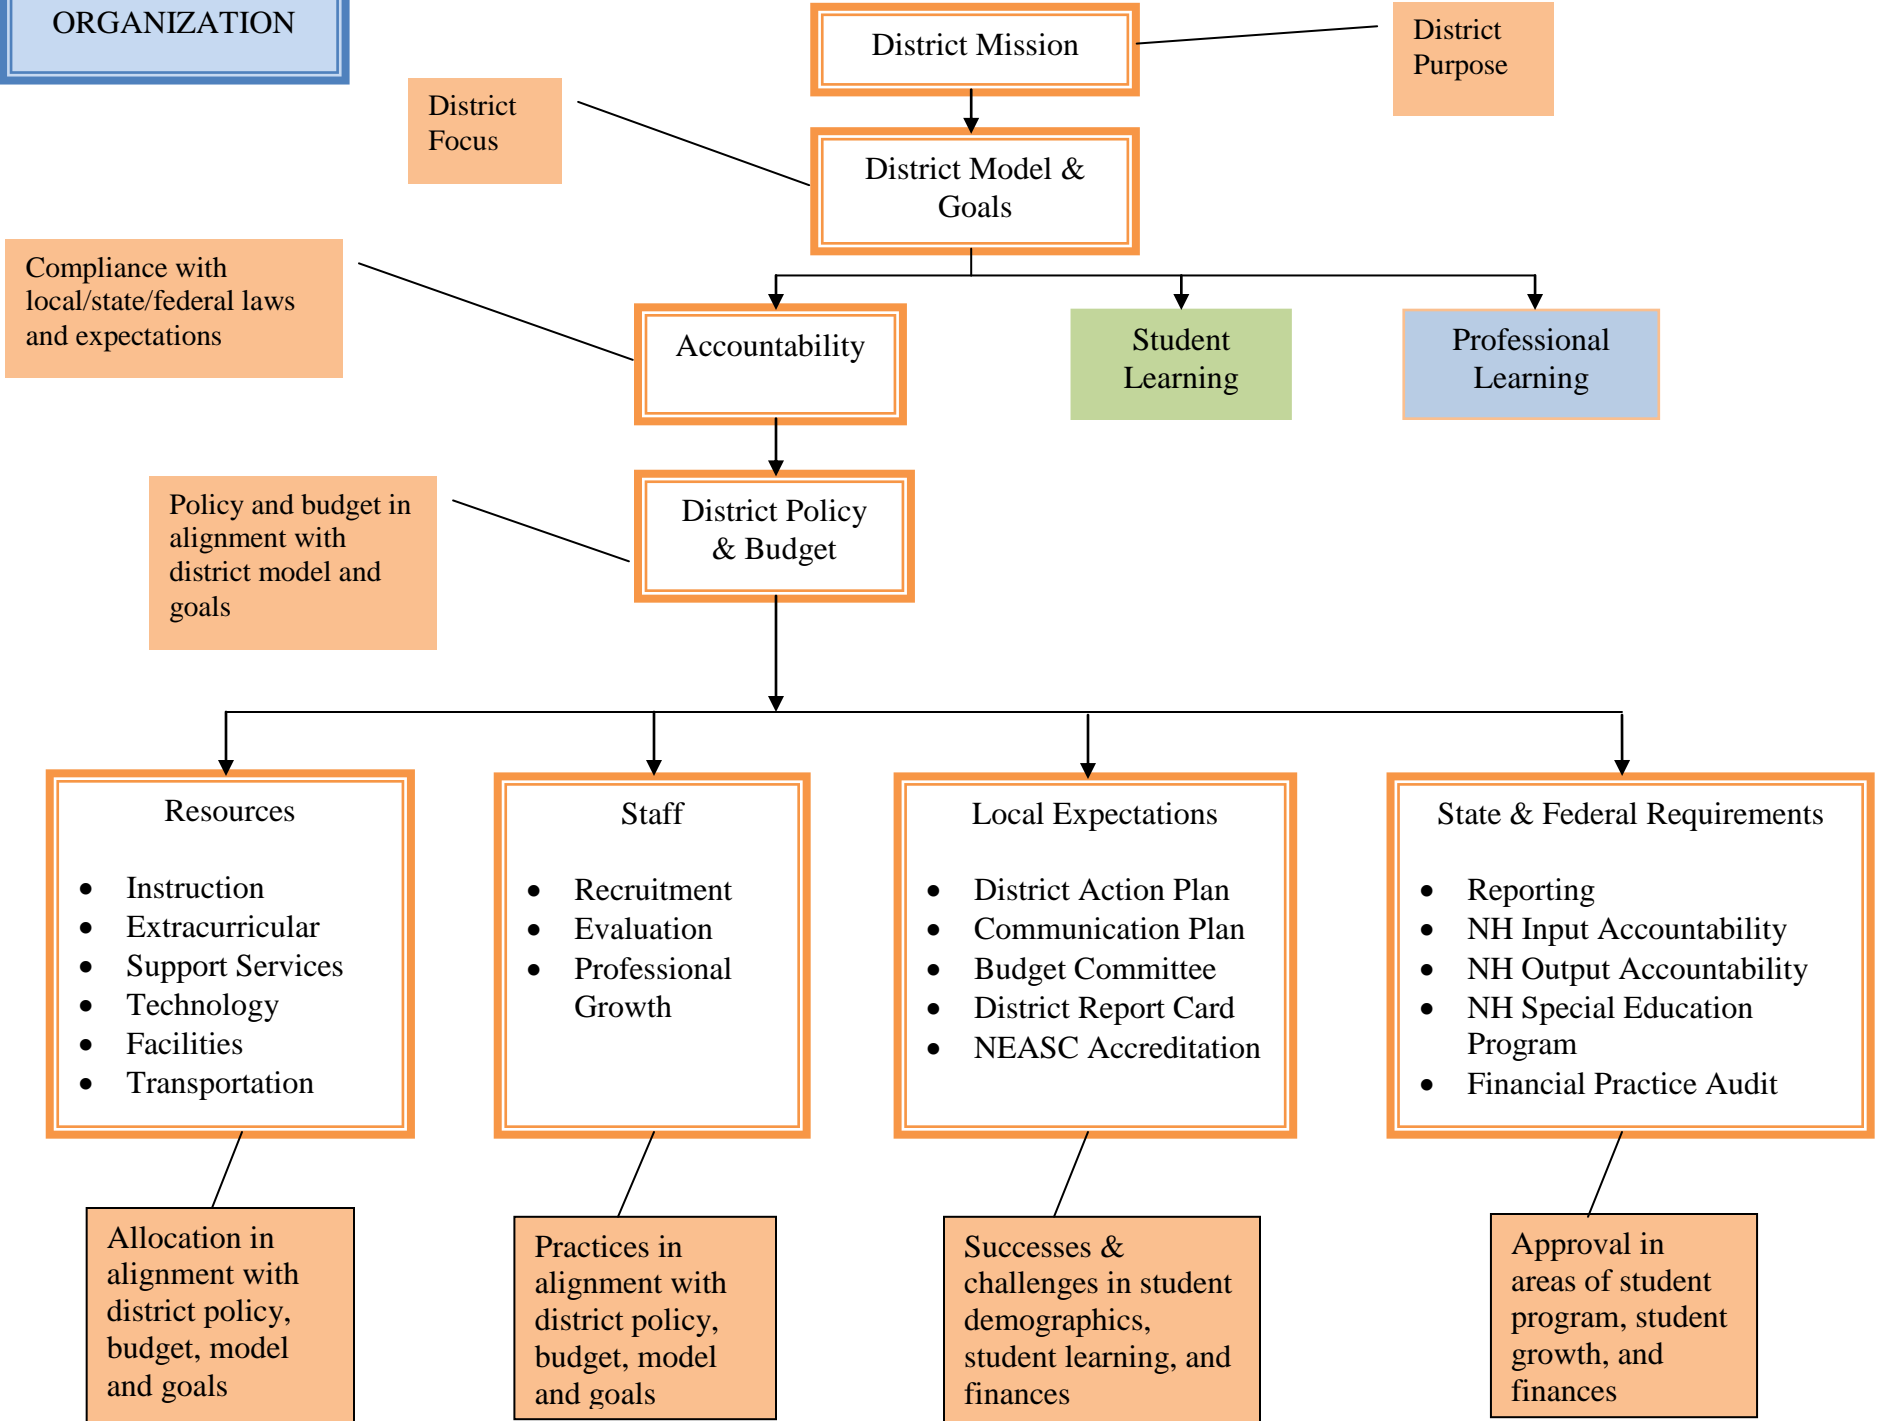 ORGANIZATION
District Mission
District
Purpose
District
Focus
District Model &
Goals
Compliance with
local/state/federal laws
and expectations
Accountability
Student
Learning
Professional
Learning
Policy and budget in
alignment with
district model and
goals
District Policy
& Budget
Resources
• Instruction
• Extracurricular
• Support Services
• Technology
• Facilities
• Transportation
Staff
• Recruitment
• Evaluation
• Professional
Growth
Local Expectations
• District Action Plan
• Communication Plan
• Budget Committee
• District Report Card
• NEASC Accreditation
State & Federal Requirements
• Reporting
• NH Input Accountability
• NH Output Accountability
• NH Special Education
Program
• Financial Practice Audit
Allocation in
alignment with
district policy,
budget, model
and goals
Practices in
alignment with
district policy,
budget, model
and goals
Successes &
challenges in student
demographics,
student learning, and
finances
Approval in
areas of student
program, student
growth, and
finances